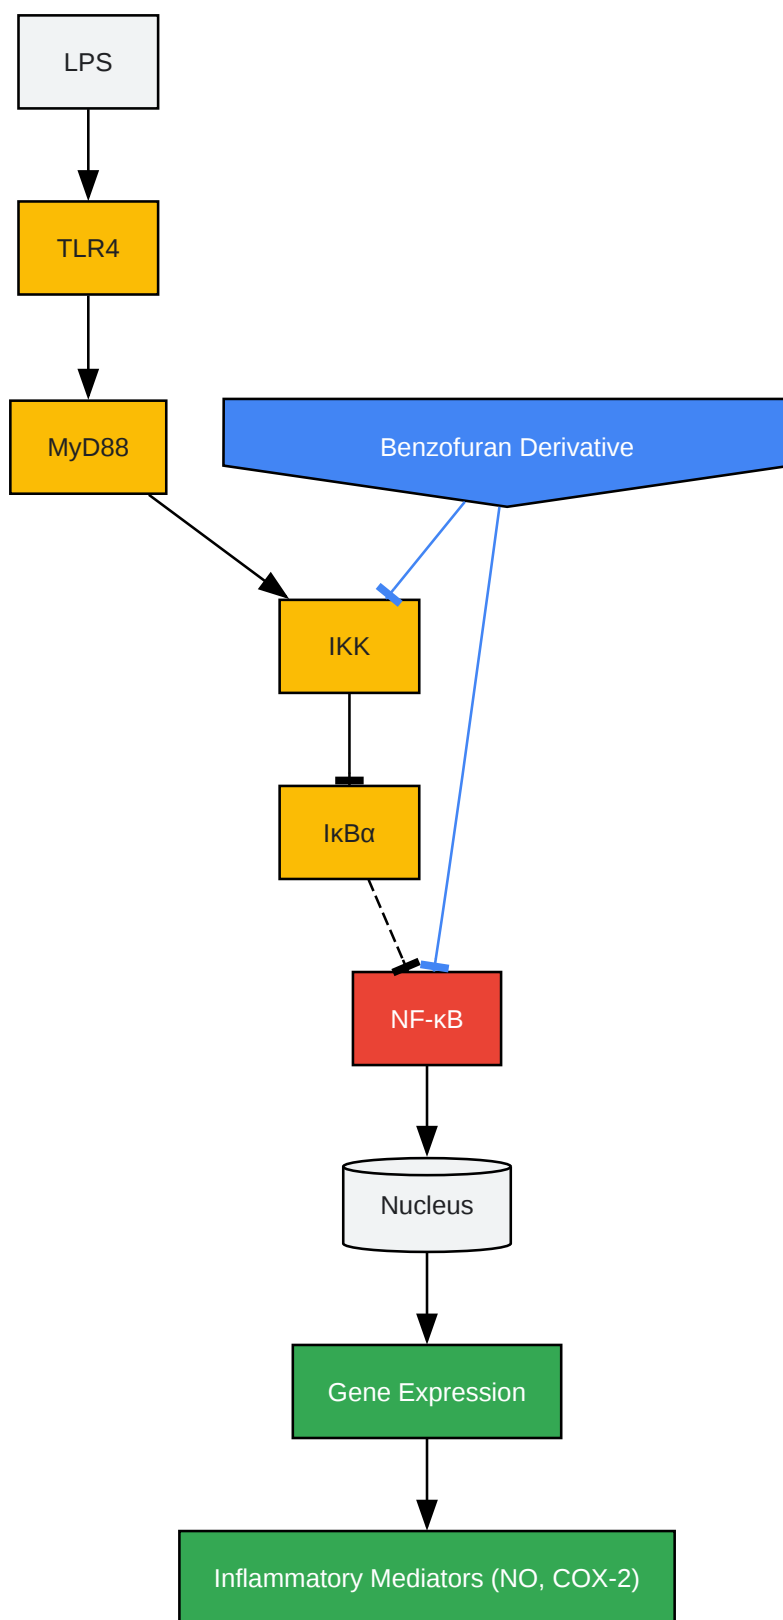 LPS
TLR4
MyD88
Benzofuran Derivative
IKK
IκBα
NF-κB
Nucleus
Gene Expression
Inflammatory Mediators (NO, COX-2)